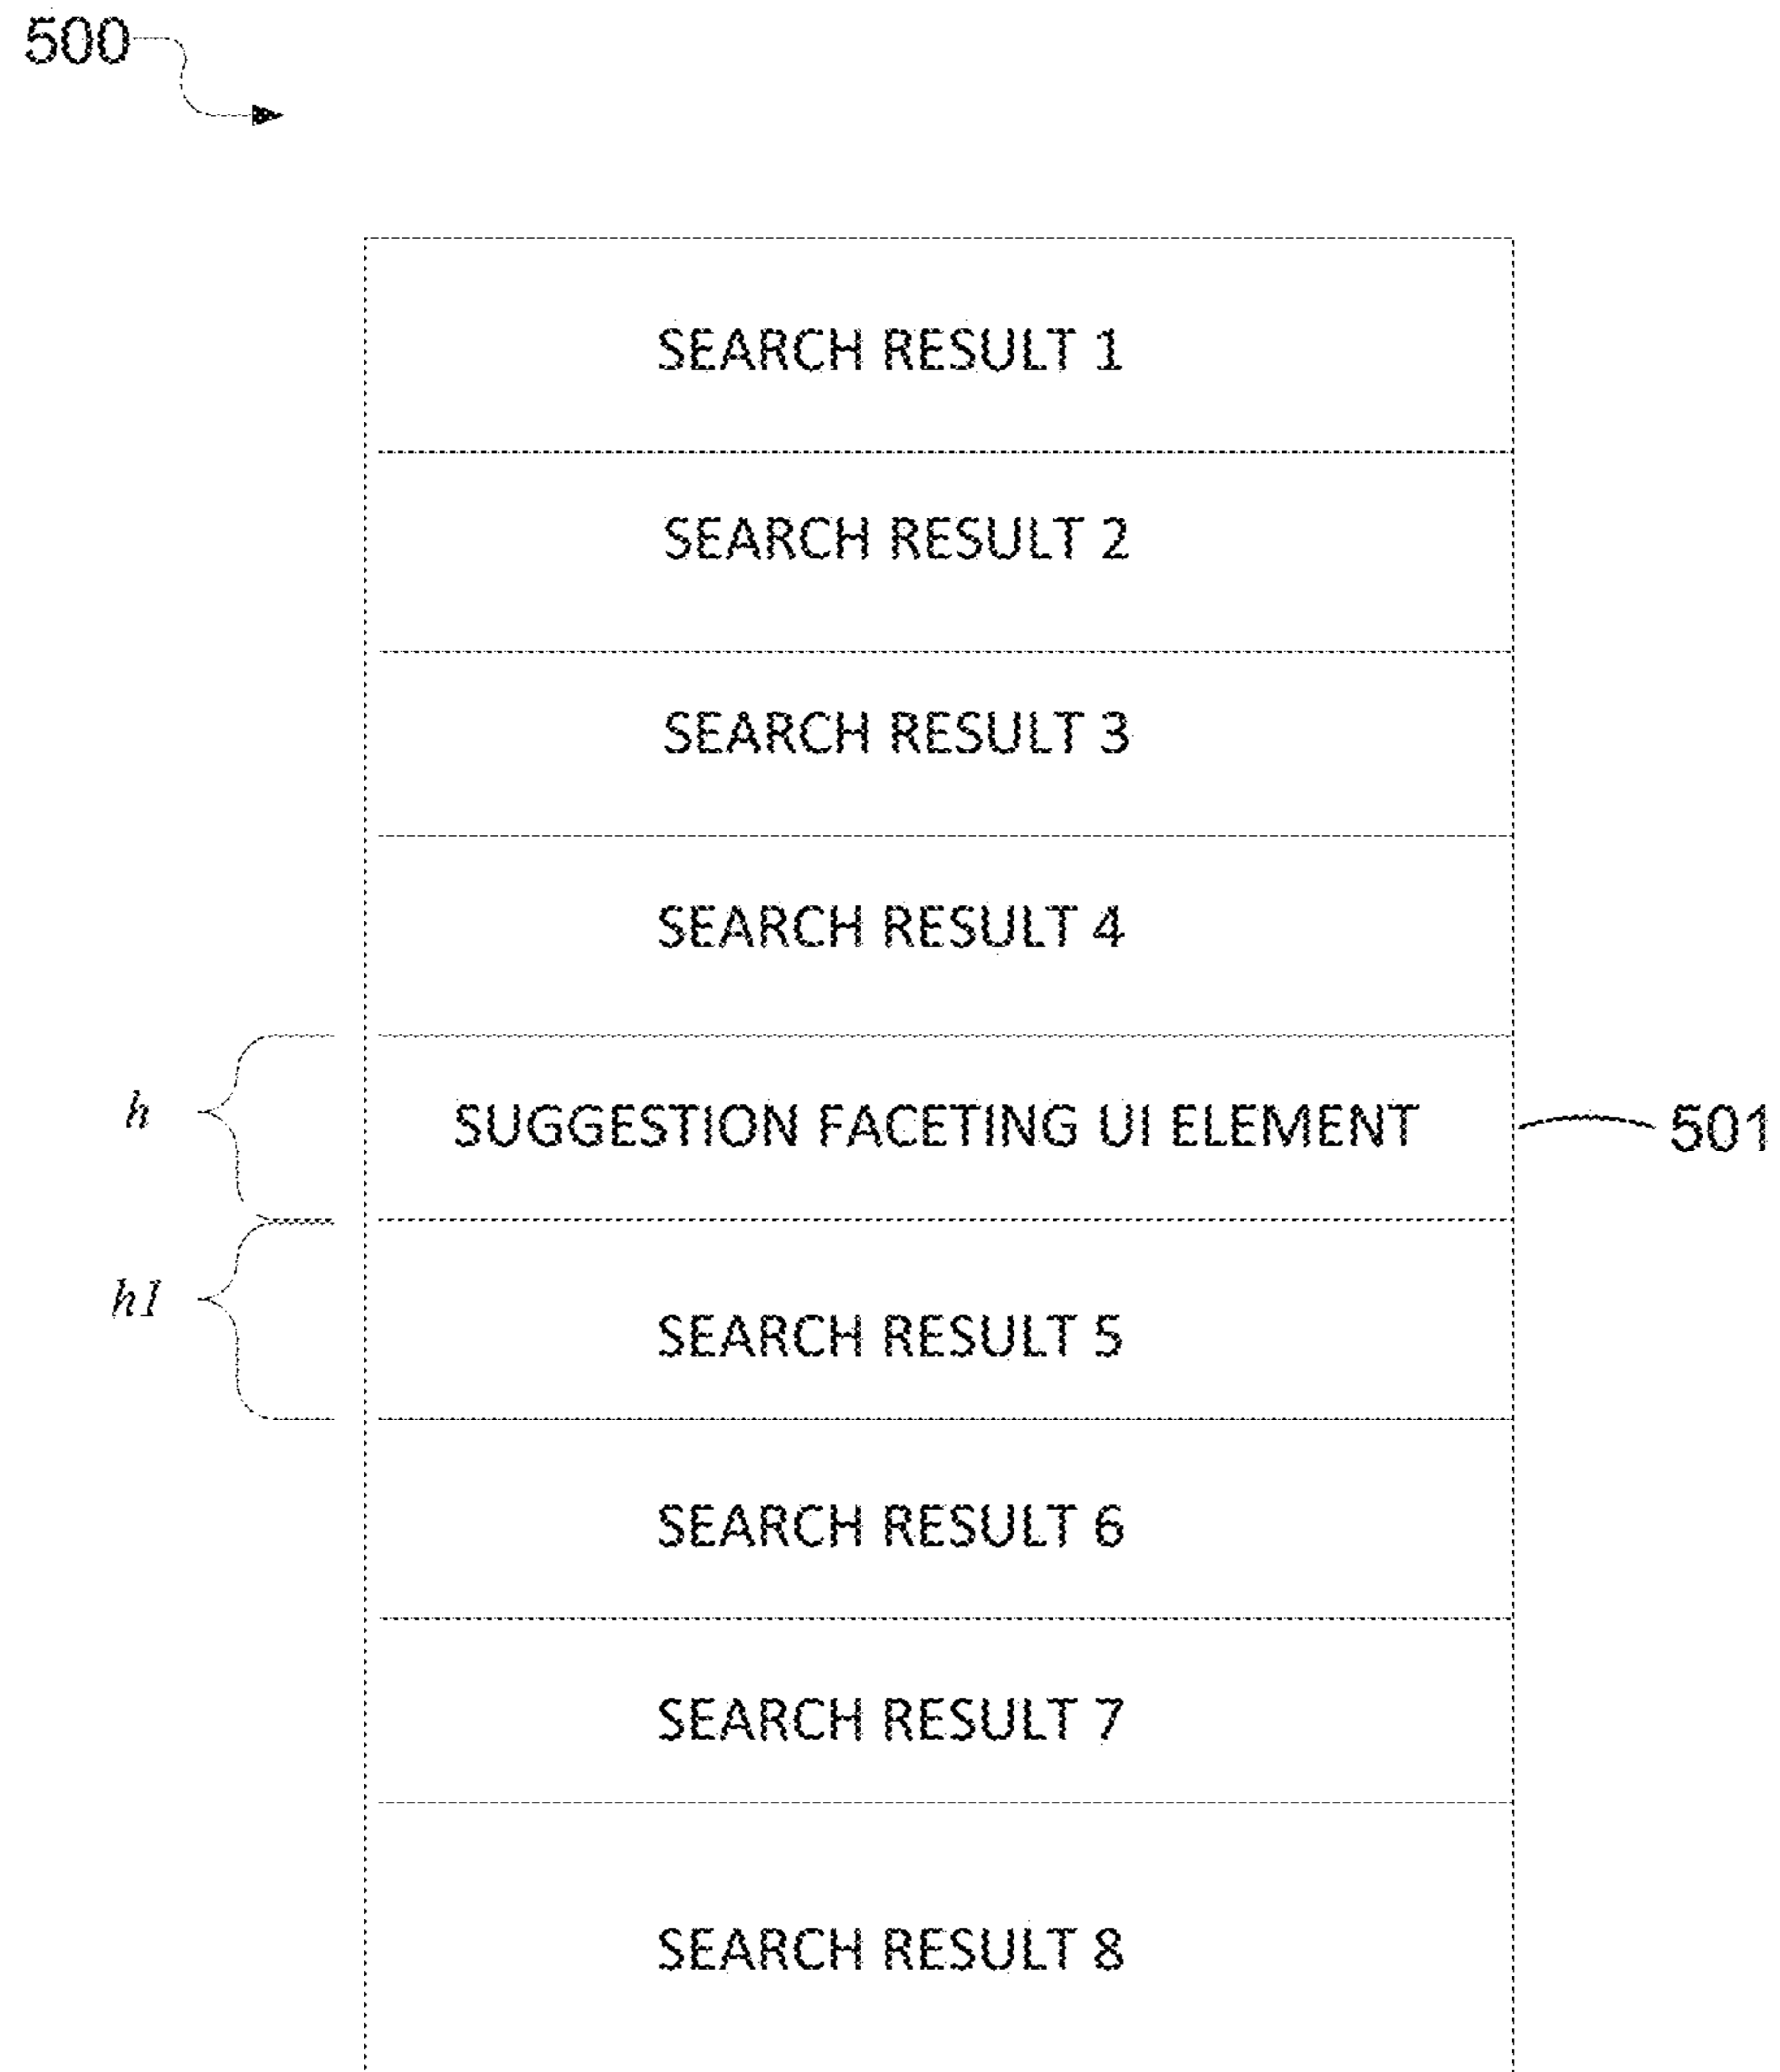 500
SEARCH RESULT 1
SEARCH RESULT 2
SEARCH RESULT 3
SEARCH RESULT 4
h
SUGGESTION FACETING UI ELEMENT
501
h1
SEARCH RESULT 5
SEARCH RESULT 6
SEARCH RESULT 7
SEARCH RESULT 8